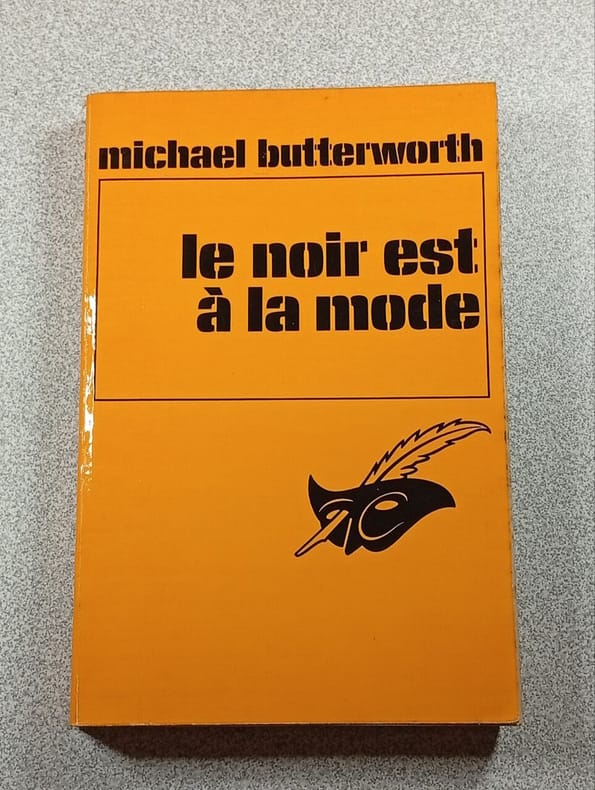 michael butterworth
le noir est
à la mode